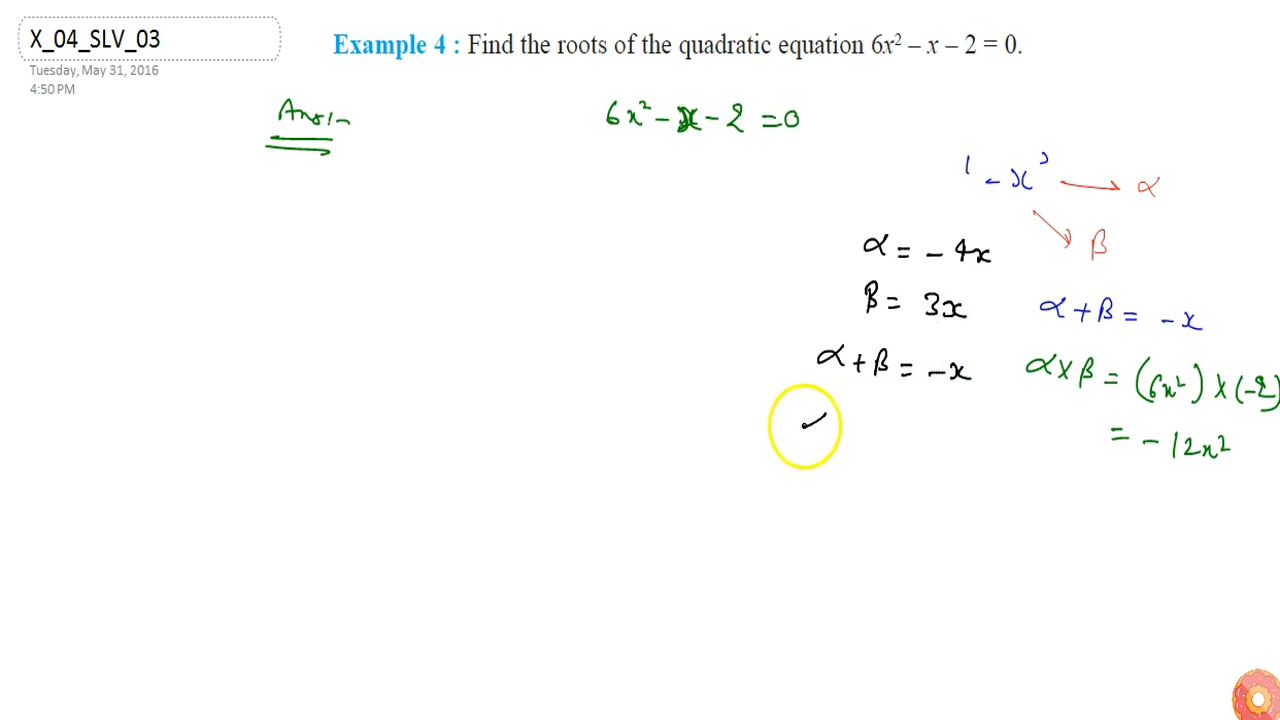 X_04_SLV_03
Tuesday, May 31, 2016
4:50 PM
Example 4 : Find the roots of the quadratic equation 6x² – x – 2 = 0.
Ans:-
6x² - x - 2 = 0
' - x ' → α
↘ β
α = - 4x
β = 3x
α + β = - x
α + β = - x
α × β = (6x²) × (-2)
= - 12x²